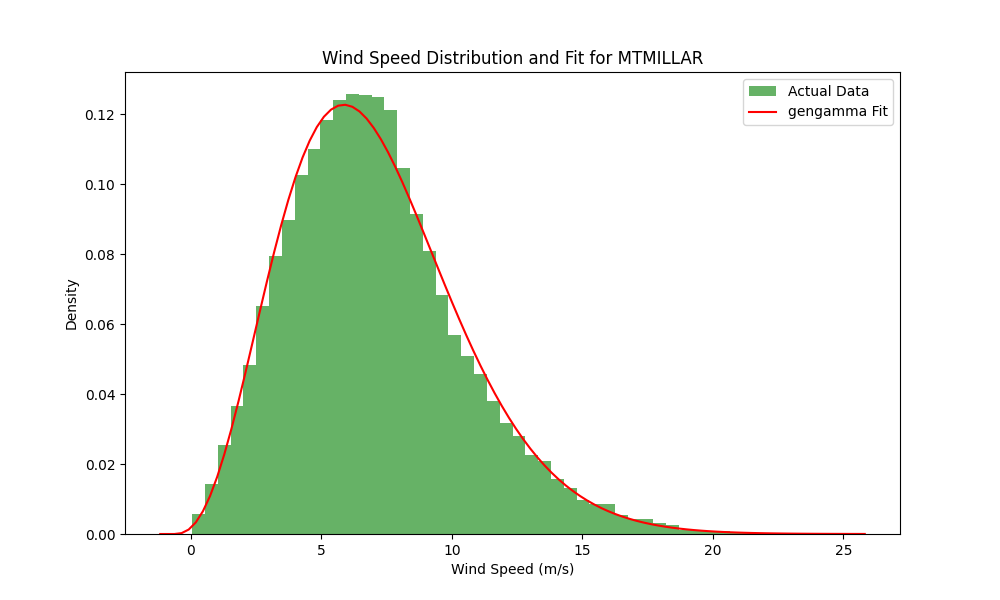 Wind Speed Distribution and Fit for MTMILLAR
Actual Data
gengamma Fit
0.12
0.10
0.08
0.06
0.04
0.02
0.00
Density
0
5
10
15
20
25
Wind Speed (m/s)